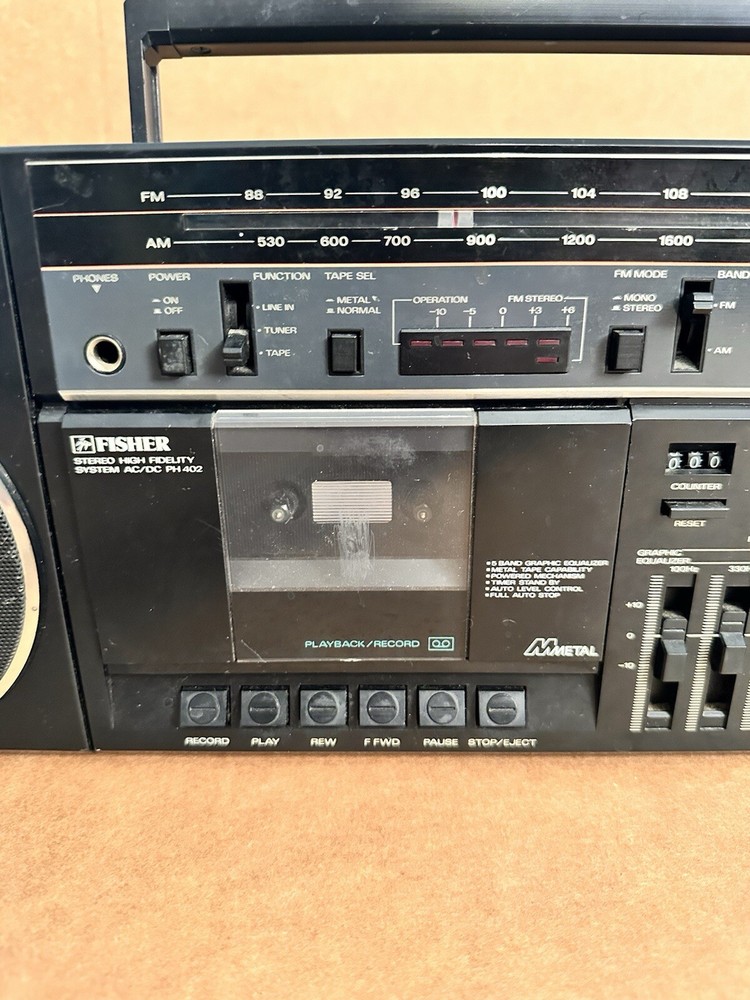 FM 88 92 96 100 104 108
AM 530 600 700 900 1200 1600
PHONES
POWER
ON
OFF
FUNCTION
LINE IN
TUNER
TAPE
TAPE SEL
METAL
NORMAL
OPERATION
FM STEREO
-10 -5 0 +3 +6
FM MODE
MONO
STEREO
BAND
FM
AM
FISHER
STEREO HIGH FIDELITY
SYSTEM AC/DC PH 402
5 BAND GRAPHIC EQUALIZER
METAL TAPE CAPABILITY
POWERED MECHANISM
TIMER STAND BY
AUTO LEVEL CONTROL
FULL AUTO STOP
PLAYBACK/RECORD
METAL
000
COUNTER
RESET
GRAPHIC
EQUALIZER
100Hz
+10
0
-10
RECORD PLAY REW F FWD PAUSE STOP/EJECT